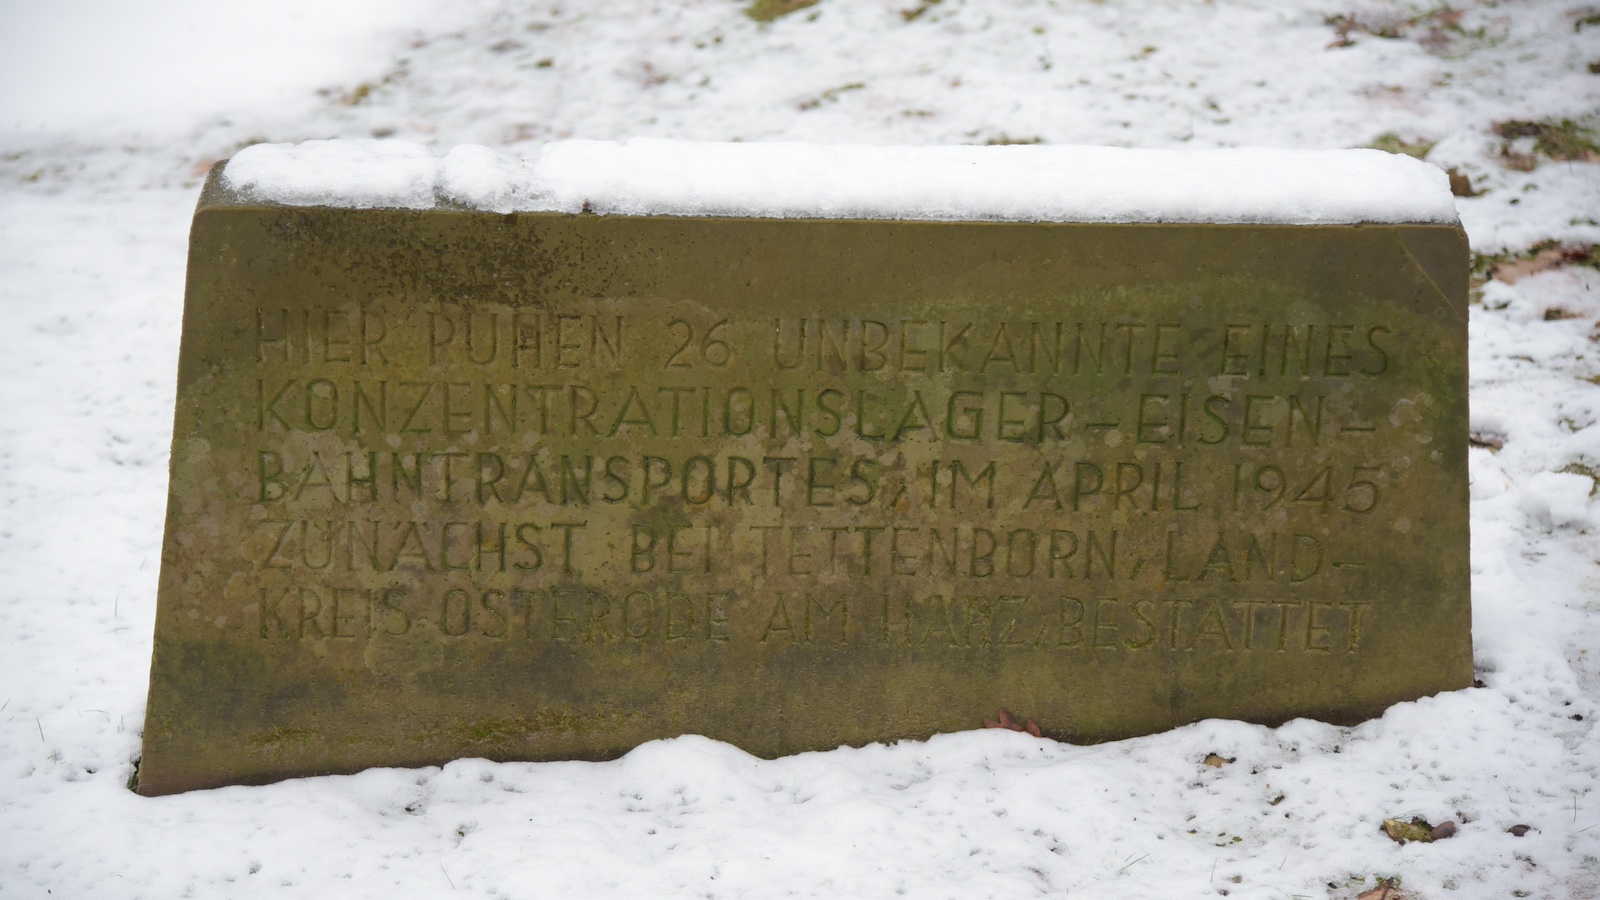 HIER RUHEN 26 UNBEKANNTE EINES
KONZENTRATIONSLAGER-EISEN-
BAHNTRANSPORTES, IM APRIL 1945
ZUNÄCHST BEI TETTENBORN, LAND-
KREIS OSTERODE AM HARZ, BESTATTET